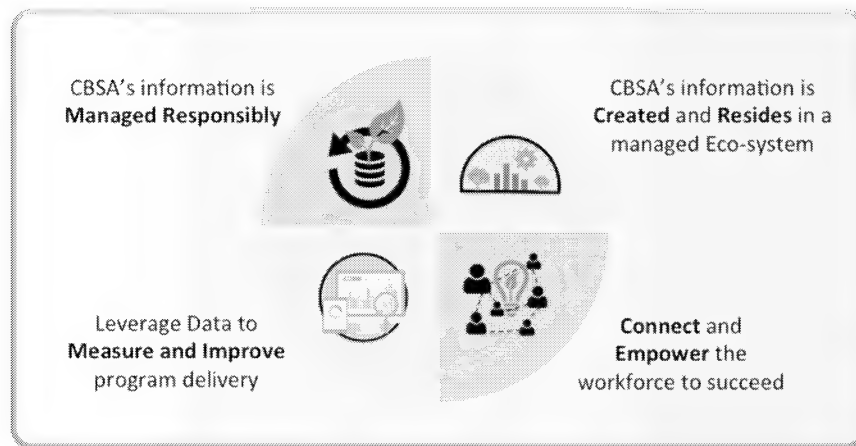 CBSA's information is
Managed Responsibly
CBSA's information is
Created and Resides in a
managed Eco-system
Leverage Data to
Measure and Improve
program delivery
Connect and
Empower the
workforce to succeed